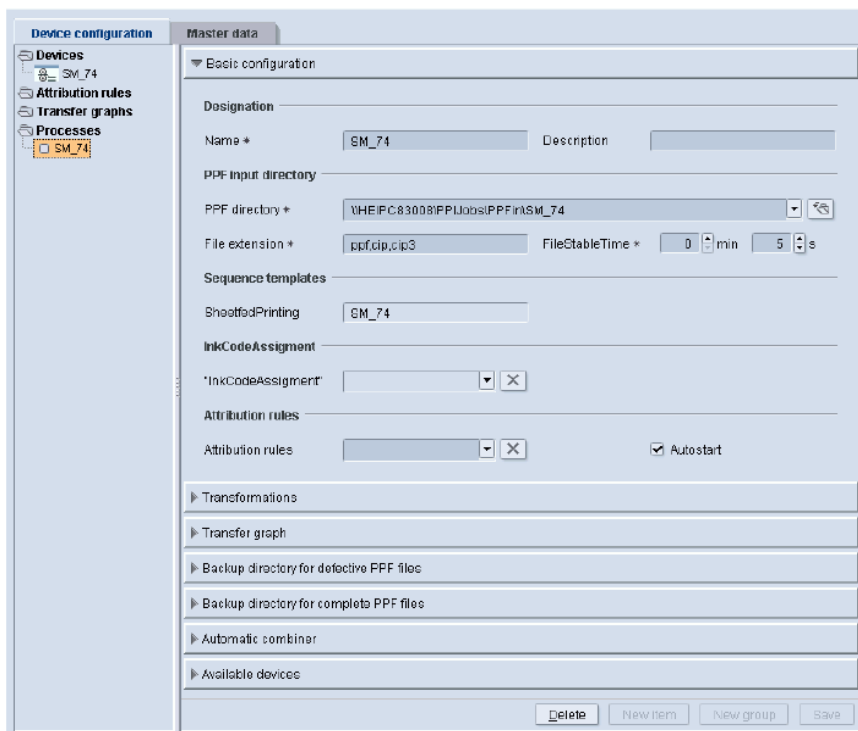 Device configuration
Master data
Devices
SM_74
Attribution rules
Transfer graphs
Processes
SM_74
Basic configuration
Designation
Name *
SM_74
Description
PPF input directory
PPF directory *
\\HEIPC83008\PPIJobs\PPFin\SM_74
File extension *
ppf,cip,cip3
FileStableTime *
0
min
5
s
Sequence templates
SheetfedPrinting
SM_74
InkCodeAssigment
"InkCodeAssigment"
Attribution rules
Attribution rules
Autostart
Transformations
Transfer graph
Backup directory for defective PPF files
Backup directory for complete PPF files
Automatic combiner
Available devices
Delete
New item
New group
Save